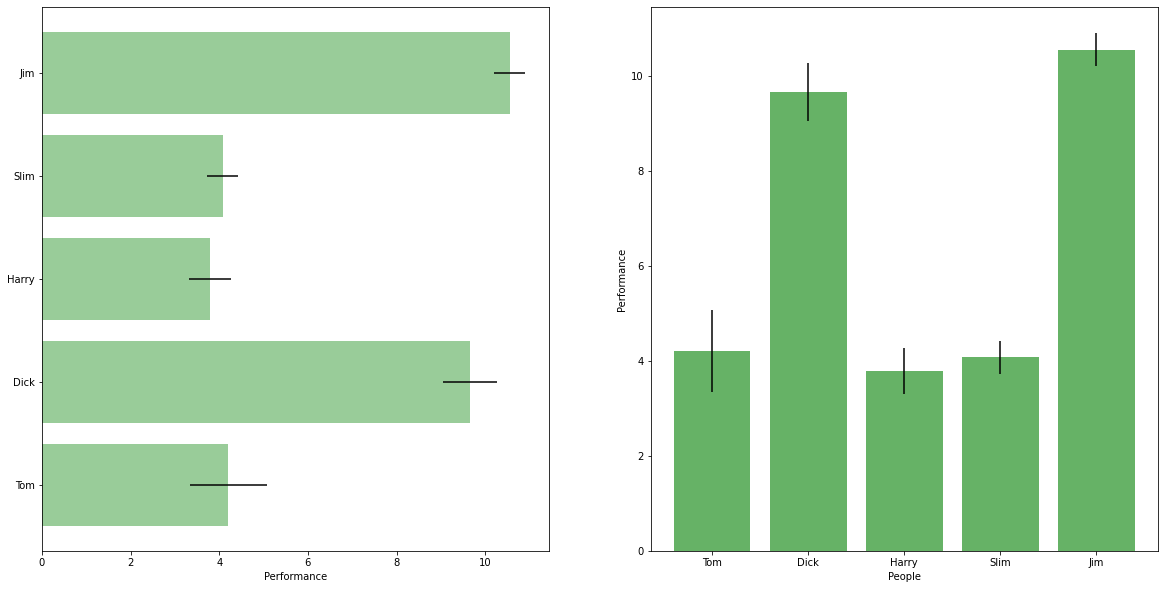 Jim
Slim
Harry
Dick
Tom
0 2 4 6 8 10
Performance
10
8
6
4
2
0
Performance
Tom Dick Harry Slim Jim
People